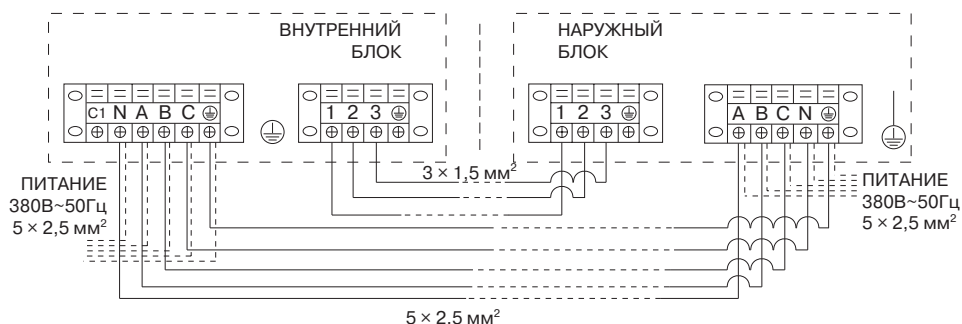 ВНУТРЕННИЙ
БЛОК
НАРУЖНЫЙ
БЛОК
C1 N A B C
1 2 3
1 2 3
A B C N
3 × 1,5 мм²
ПИТАНИЕ
380В~50Гц
5 × 2,5 мм²
ПИТАНИЕ
380В~50Гц
5 × 2,5 мм²
5 × 2,5 мм²